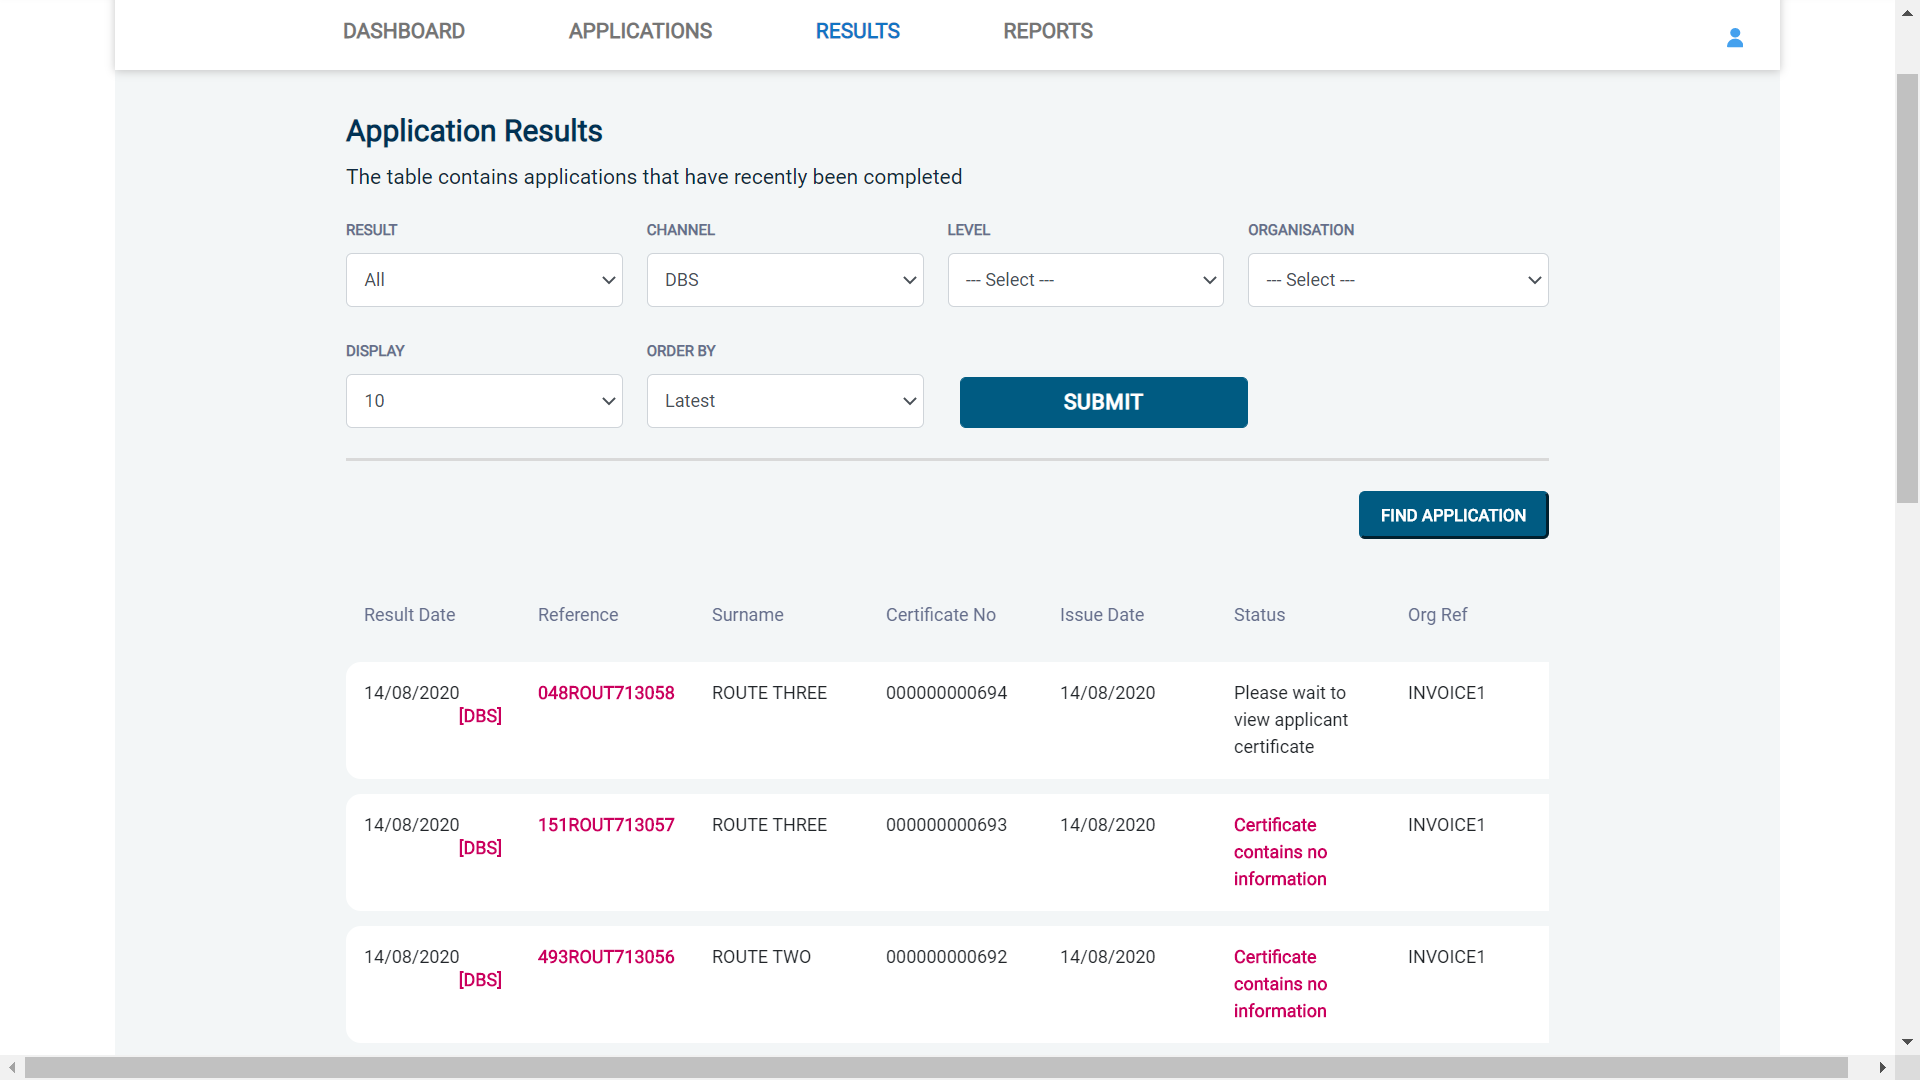 DASHBOARD APPLICATIONS RESULTS REPORTS
Application Results
The table contains applications that have recently been completed
RESULT CHANNEL LEVEL ORGANISATION
All DBS --- Select --- --- Select ---
DISPLAY ORDER BY
10 Latest SUBMIT
FIND APPLICATION
Result Date Reference Surname Certificate No Issue Date Status Org Ref
14/08/2020 048ROUT713058 ROUTE THREE 000000000694 14/08/2020 Please wait to INVOICE1
[DBS] view applicant
certificate
14/08/2020 151ROUT713057 ROUTE THREE 000000000693 14/08/2020 Certificate INVOICE1
[DBS] contains no
information
14/08/2020 493ROUT713056 ROUTE TWO 000000000692 14/08/2020 Certificate INVOICE1
[DBS] contains no
information